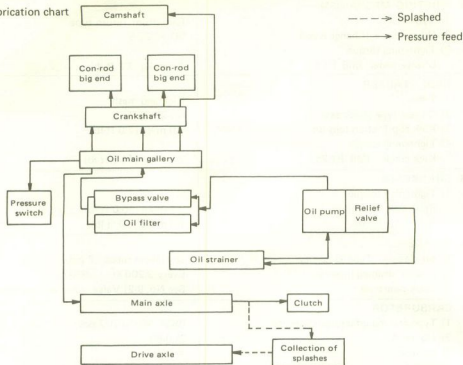 brication chart
Camshaft
Splashed
Pressure feed
Con-rod
big end
Con-rod
big end
Crankshaft
Oil main gallery
Pressure
switch
Bypass valve
Oil filter
Oil pump
Relief
valve
Oil strainer
Main axle
Clutch
Drive axle
Collection of
splashes